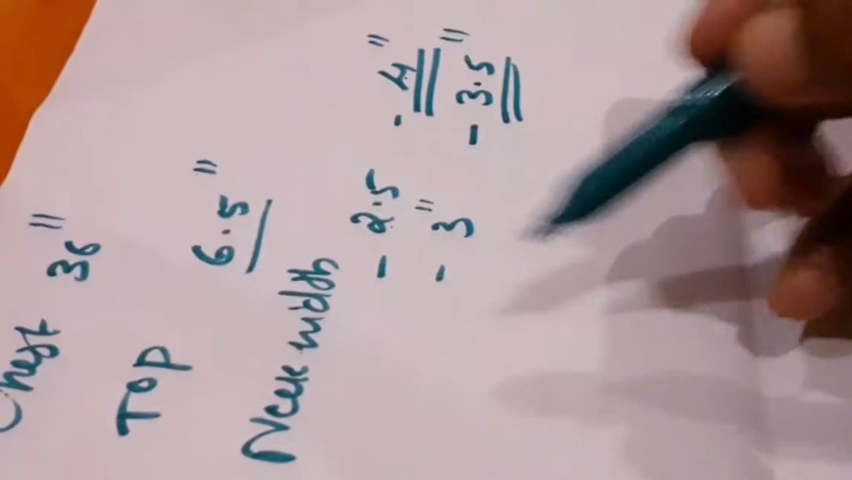 Chest 36"
Top 6.5"
Neck width - 2.5 - 4"
- 3" - 3.5"